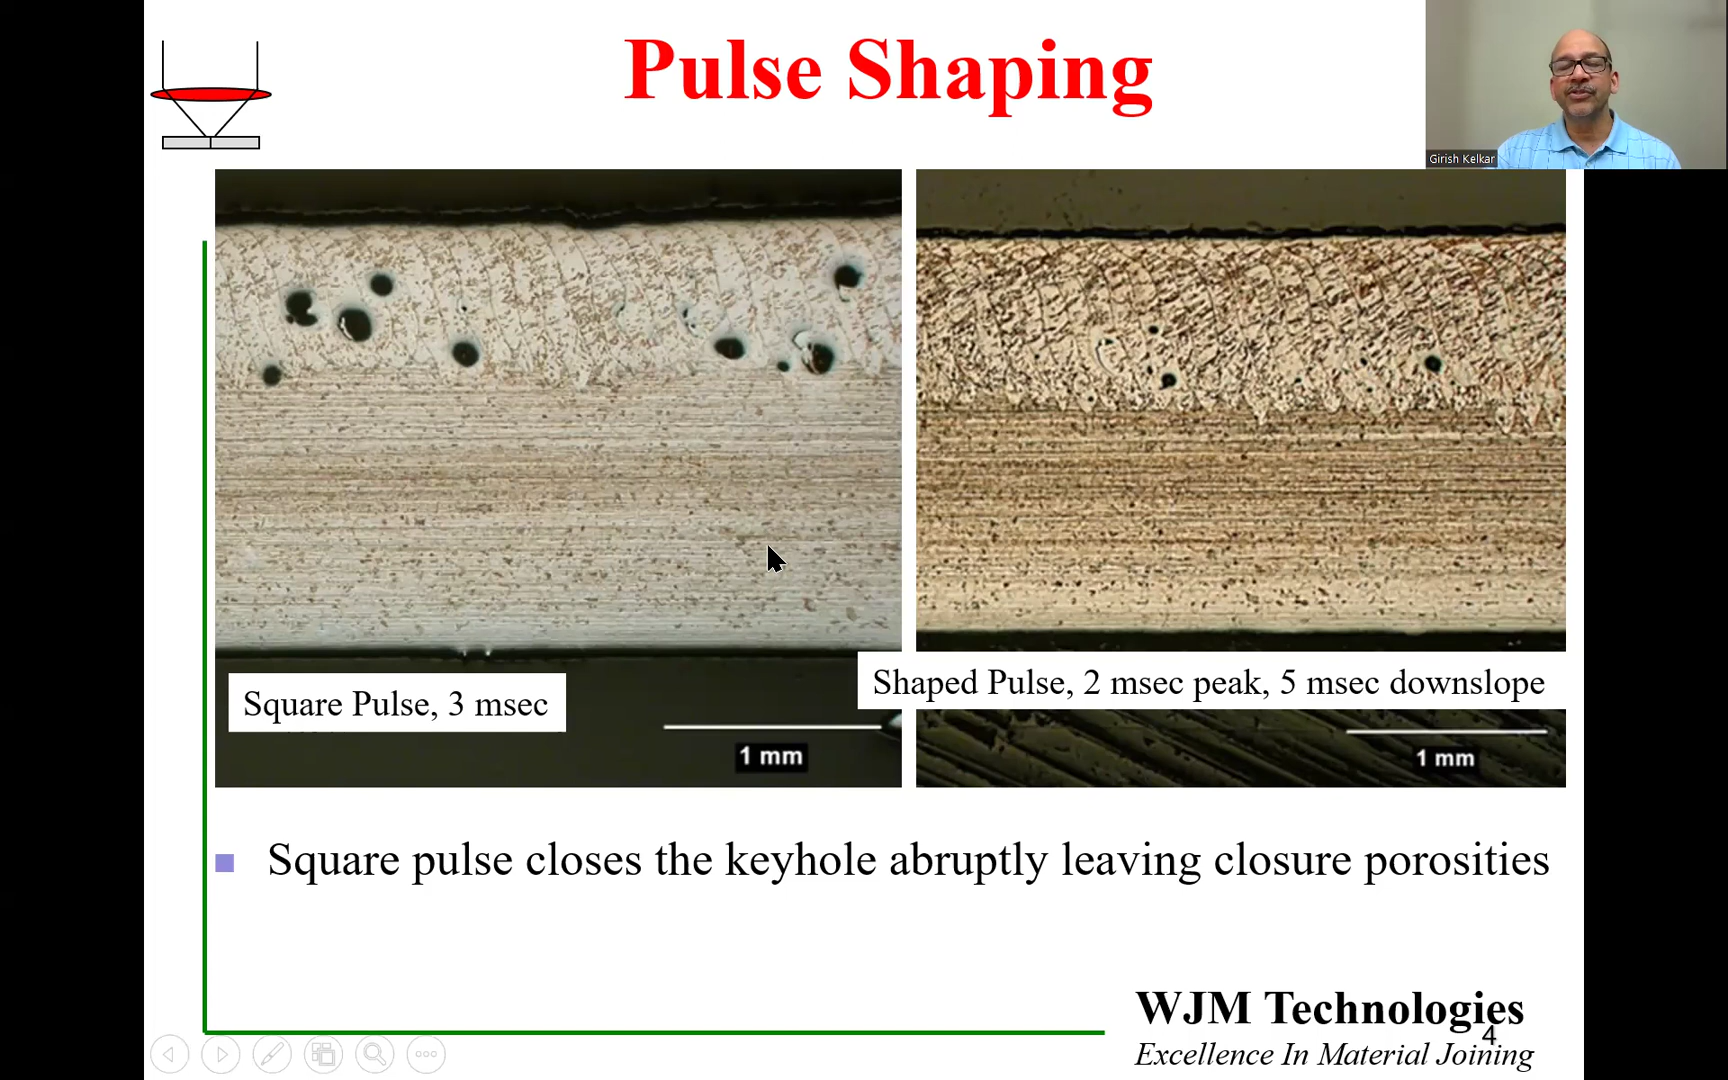 Pulse Shaping
Girish Kelkar
Square Pulse, 3 msec
1 mm
Shaped Pulse, 2 msec peak, 5 msec downslope
1 mm
Square pulse closes the keyhole abruptly leaving closure porosities
WJM Technologies
4
Excellence In Material Joining